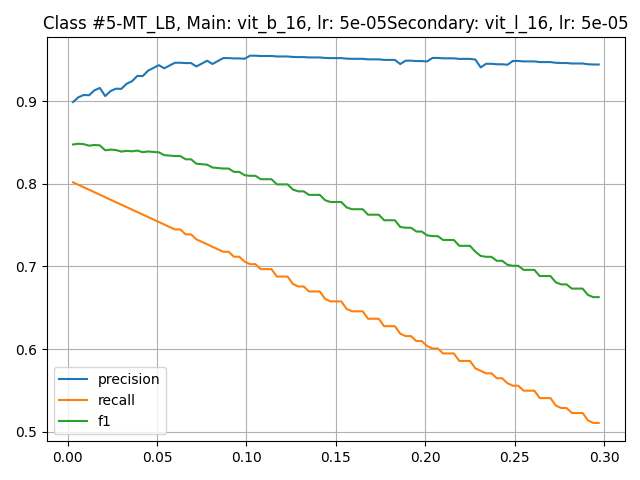 Class #5-MT_LB, Main: vit_b_16, lr: 5e-05Secondary: vit_l_16, lr: 5e-05
0.9
0.8
0.7
0.6
0.5
precision
recall
f1
0.00 0.05 0.10 0.15 0.20 0.25 0.30